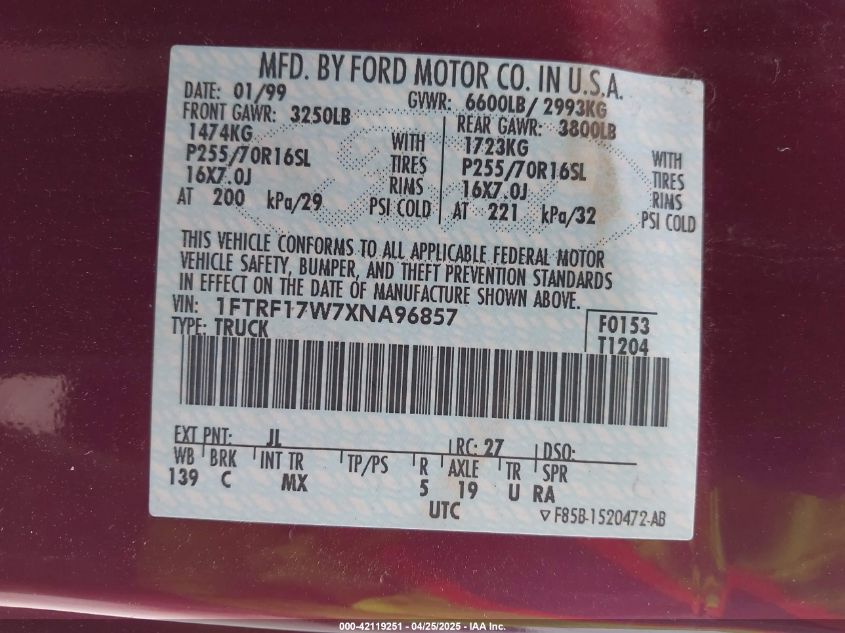 MFD. BY FORD MOTOR CO. IN U.S.A.
DATE: 01/99 GVWR: 6600LB/ 2993KG
FRONT GAWR: 3250LB REAR GAWR: 3800LB
1474KG WITH 1723KG WITH
P255/70R16SL TIRES P255/70R16SL TIRES
16X7.0J RIMS 16X7.0J RIMS
AT 200 kPa/29 PSI COLD AT 221 kPa/32 PSI COLD
THIS VEHICLE CONFORMS TO ALL APPLICABLE FEDERAL MOTOR
VEHICLE SAFETY, BUMPER, AND THEFT PREVENTION STANDARDS
IN EFFECT ON THE DATE OF MANUFACTURE SHOWN ABOVE.
VIN: 1FTRF17W7XNA96857 F0153
TYPE: TRUCK T1204
EXT PNT: JL RC: 27 DSO:
WB BRK INT TR TP/PS R AXLE TR SPR
139 C MX 5 19 U RA
UTC ▽F85B-1520472-AB
000-42119251 - 04/25/2025 - IAA Inc.